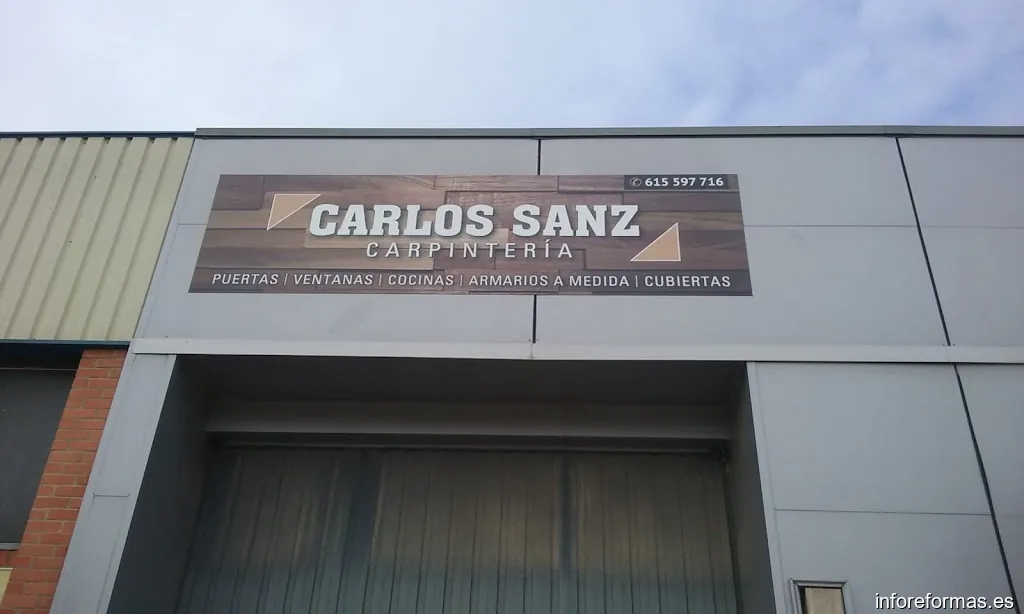 ✆ 615 597 716
CARLOS SANZ
CARPINTERÍA
PUERTAS | VENTANAS | COCINAS | ARMARIOS A MEDIDA | CUBIERTAS
inforeformas.es